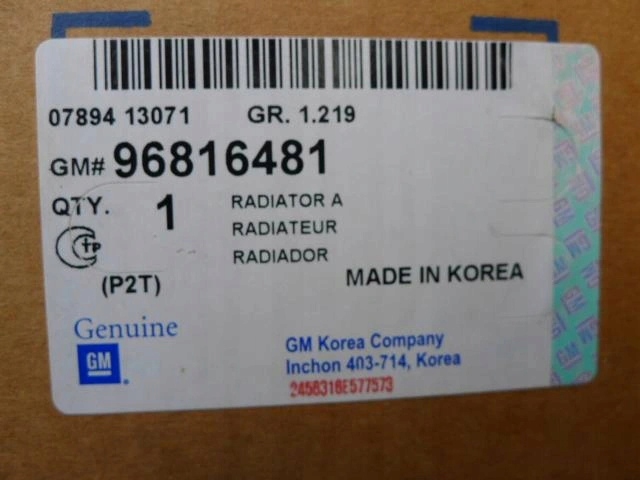 07894 13071 GR. 1.219
GM# 96816481
QTY. 1 RADIATOR A
RADIATEUR
RADIADOR
(P2T) MADE IN KOREA
Genuine
GM
GM Korea Company
Inchon 403-714, Korea
2458316E577573